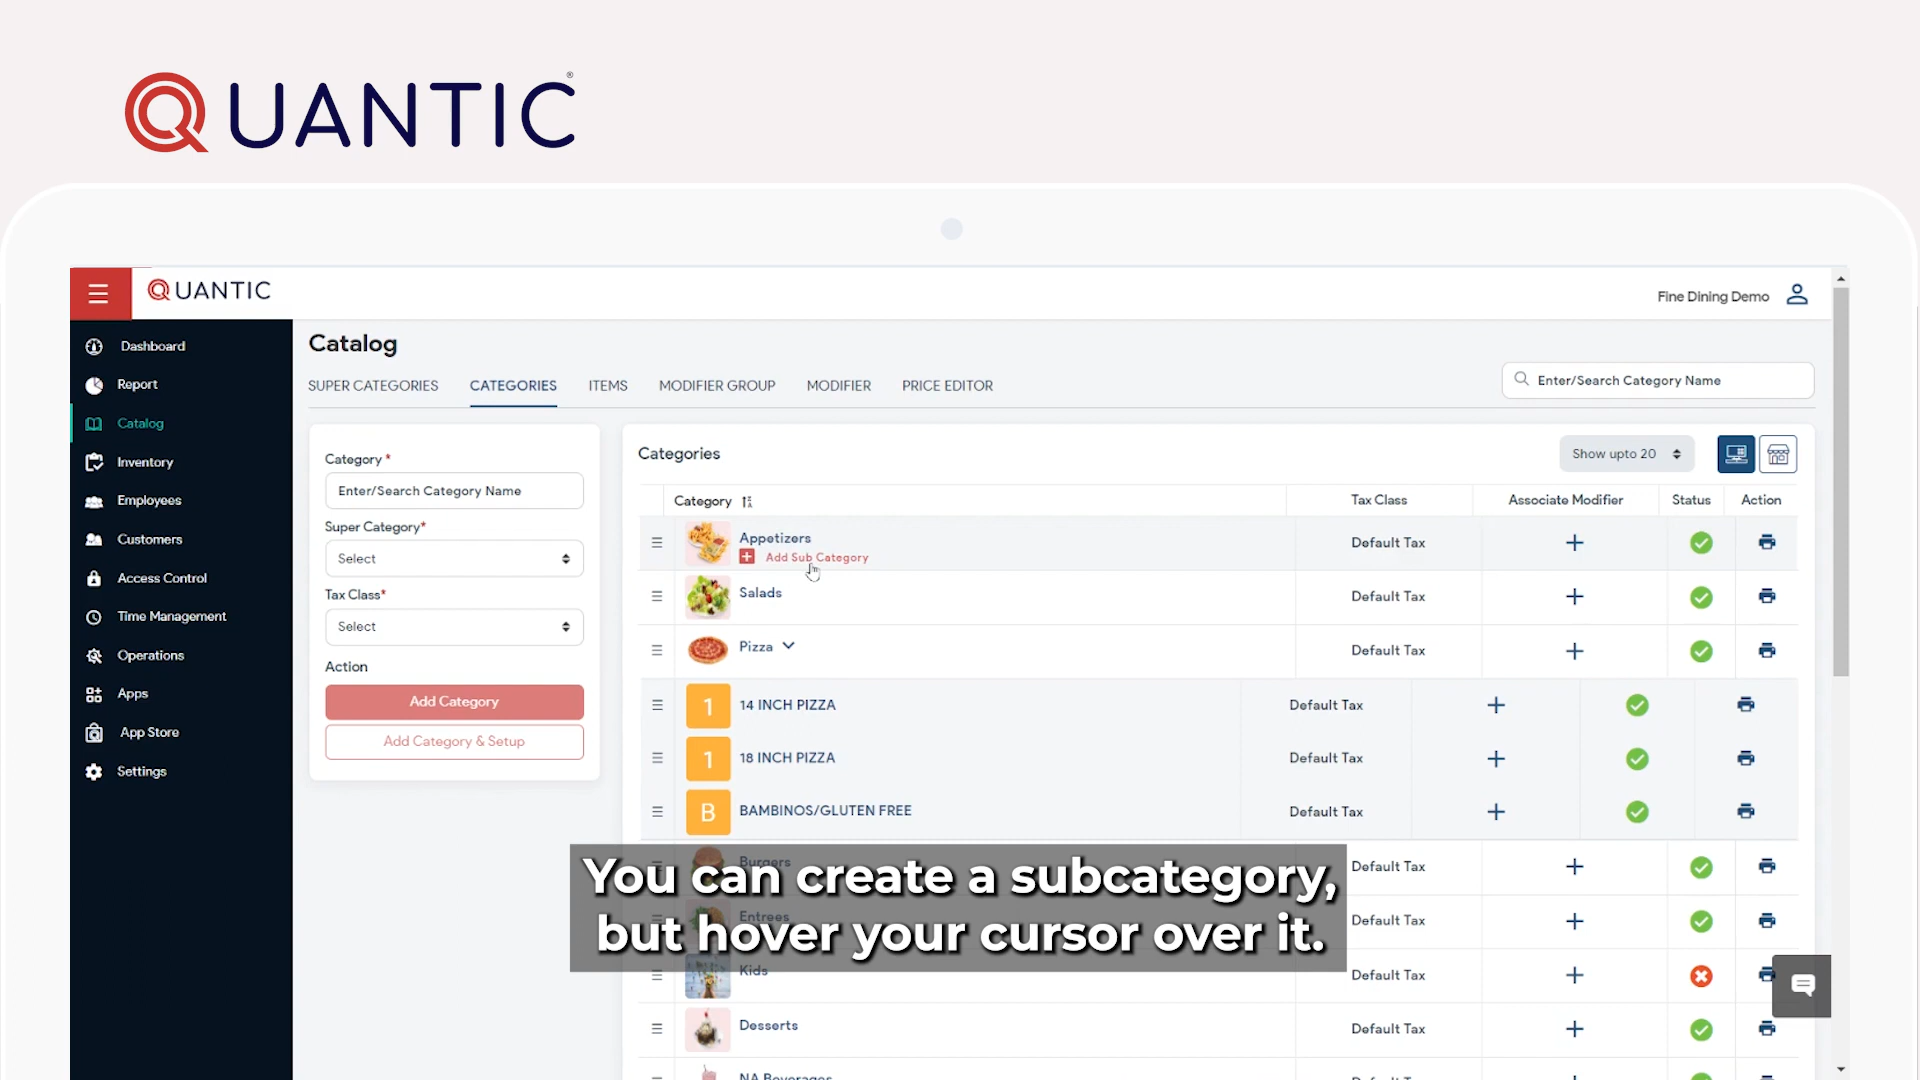 QUANTIC®
QUANTIC
Fine Dining Demo
Dashboard
Report
Catalog
Inventory
Employees
Customers
Access Control
Time Management
Operations
Apps
App Store
Settings
Catalog
SUPER CATEGORIES CATEGORIES ITEMS MODIFIER GROUP MODIFIER PRICE EDITOR
Enter/Search Category Name
Category *
Enter/Search Category Name
Super Category*
Select
Tax Class*
Select
Action
Add Category
Add Category & Setup
Categories
Show upto 20
Category Tax Class Associate Modifier Status Action
Appetizers Default Tax
Add Sub Category
Salads Default Tax
Pizza Default Tax
1 14 INCH PIZZA Default Tax
1 18 INCH PIZZA Default Tax
B BAMBINOS/GLUTEN FREE Default Tax
Burgers Default Tax
Entrees Default Tax
Kids Default Tax
Desserts Default Tax
NA Beverages Default Tax
You can create a subcategory,
but hover your cursor over it.